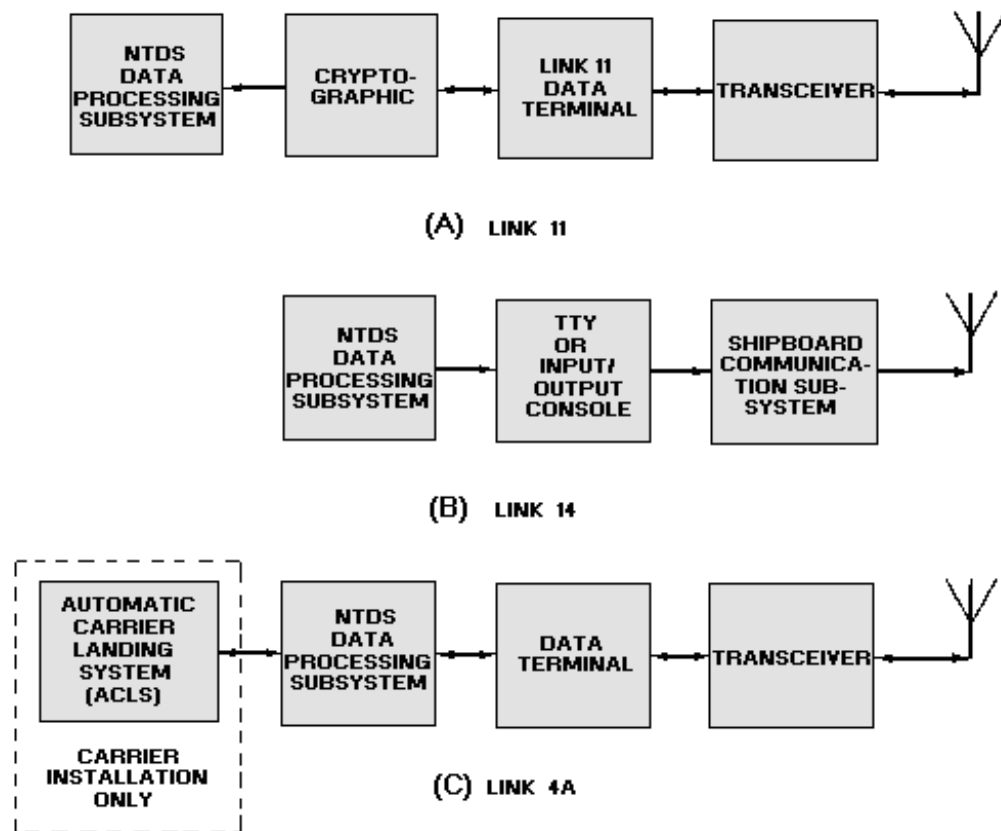 NTDS
DATA
PROCESSING
SUBSYSTEM
CRYPTO-
GRAPHIC
LINK 11
DATA
TERMINAL
TRANSCEIVER
(A) LINK 11
NTDS
DATA
PROCESSING
SUBSYSTEM
TTY
OR
INPUT/
OUTPUT
CONSOLE
SHIPBOARD
COMMUNICA-
TION SUB-
SYSTEM
(B) LINK 14
AUTOMATIC
CARRIER
LANDING
SYSTEM
(ACLS)
CARRIER
INSTALLATION
ONLY
NTDS
DATA
PROCESSING
SUBSYSTEM
DATA
TERMINAL
TRANSCEIVER
(C) LINK 4A